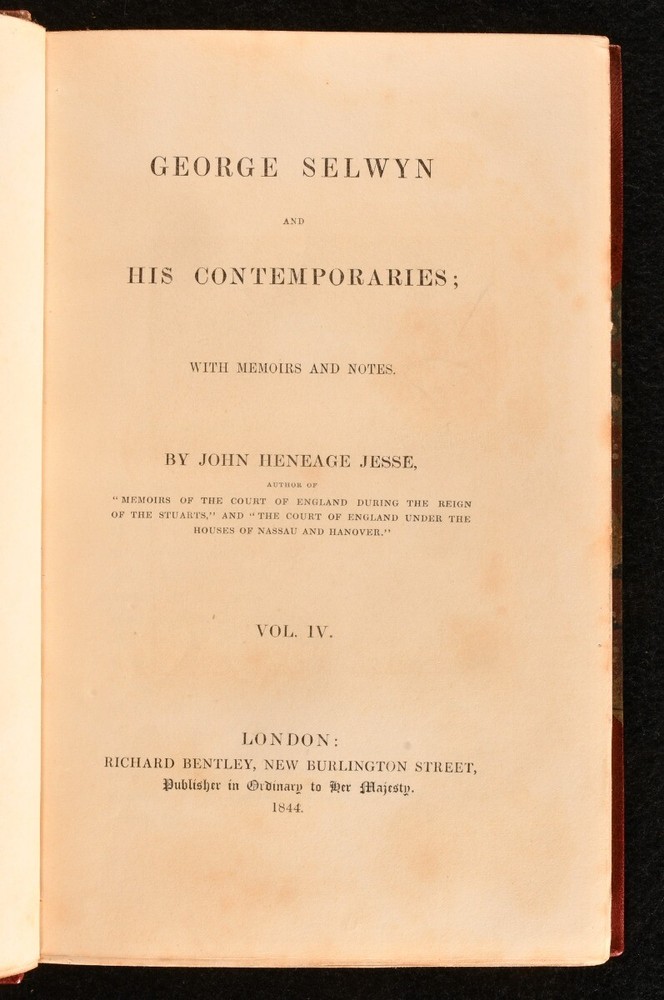 GEORGE SELWYN
AND
HIS CONTEMPORARIES;
WITH MEMOIRS AND NOTES.
BY JOHN HENEAGE JESSE,
AUTHOR OF
"MEMOIRS OF THE COURT OF ENGLAND DURING THE REIGN
OF THE STUARTS," AND "THE COURT OF ENGLAND UNDER THE
HOUSES OF NASSAU AND HANOVER."
VOL. IV.
LONDON:
RICHARD BENTLEY, NEW BURLINGTON STREET,
Publisher in Ordinary to Her Majesty.
1844.